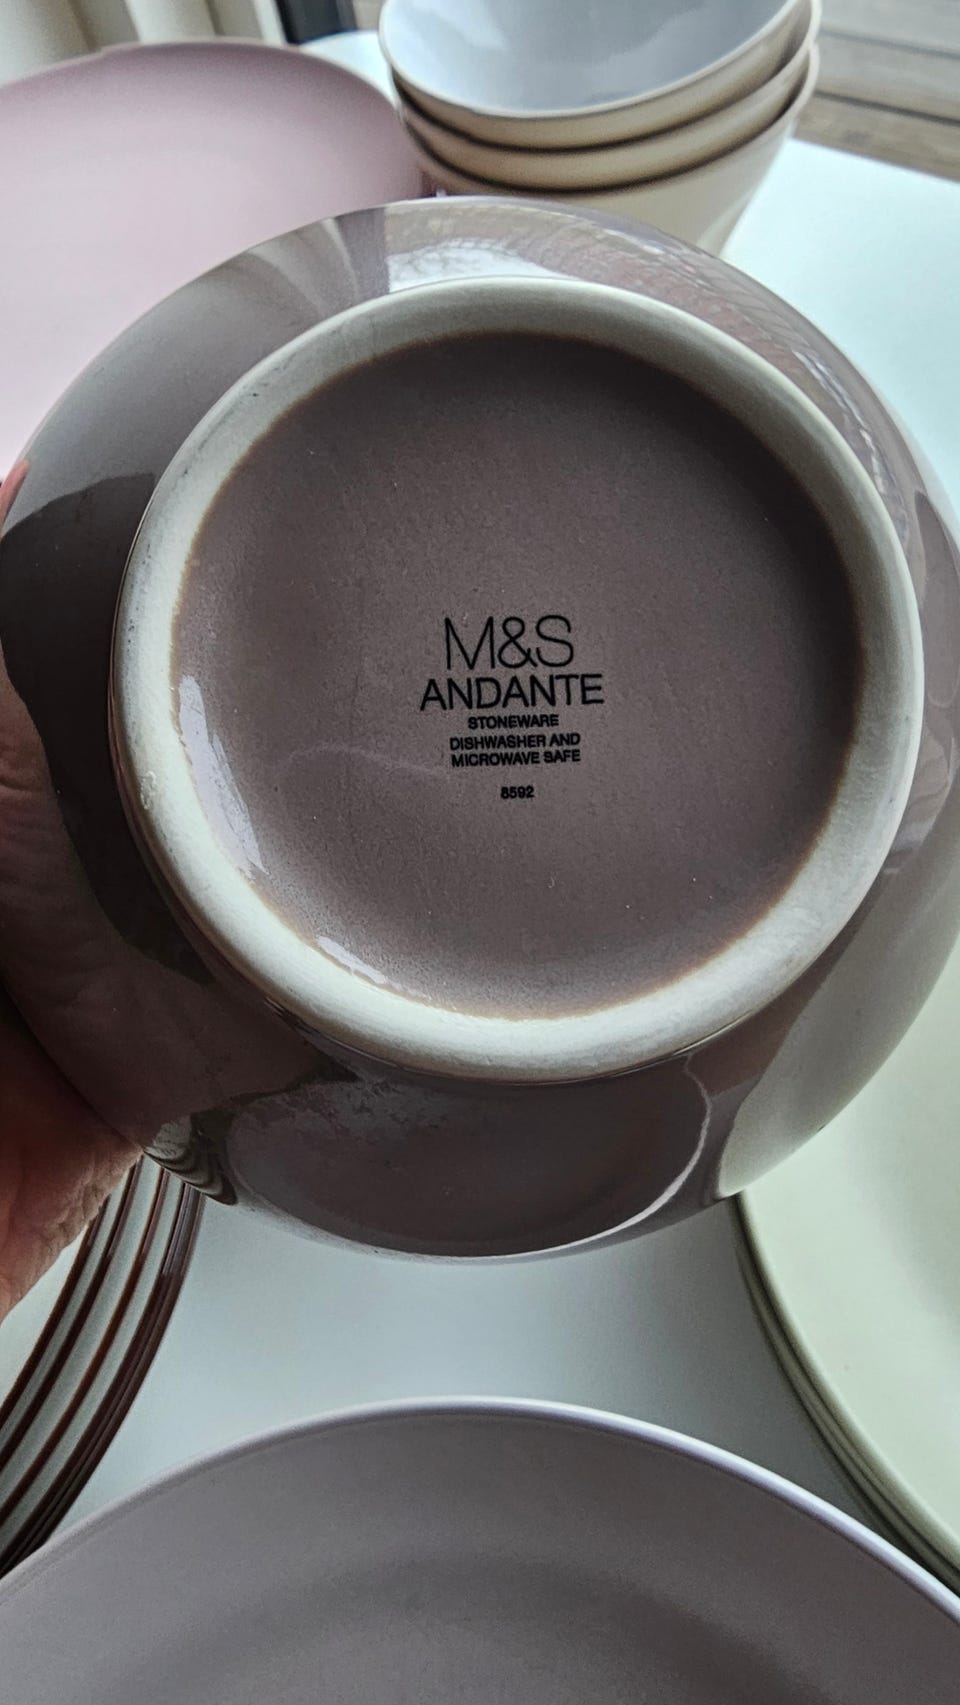 M&S
ANDANTE
STONEWARE
DISHWASHER AND
MICROWAVE SAFE
8592